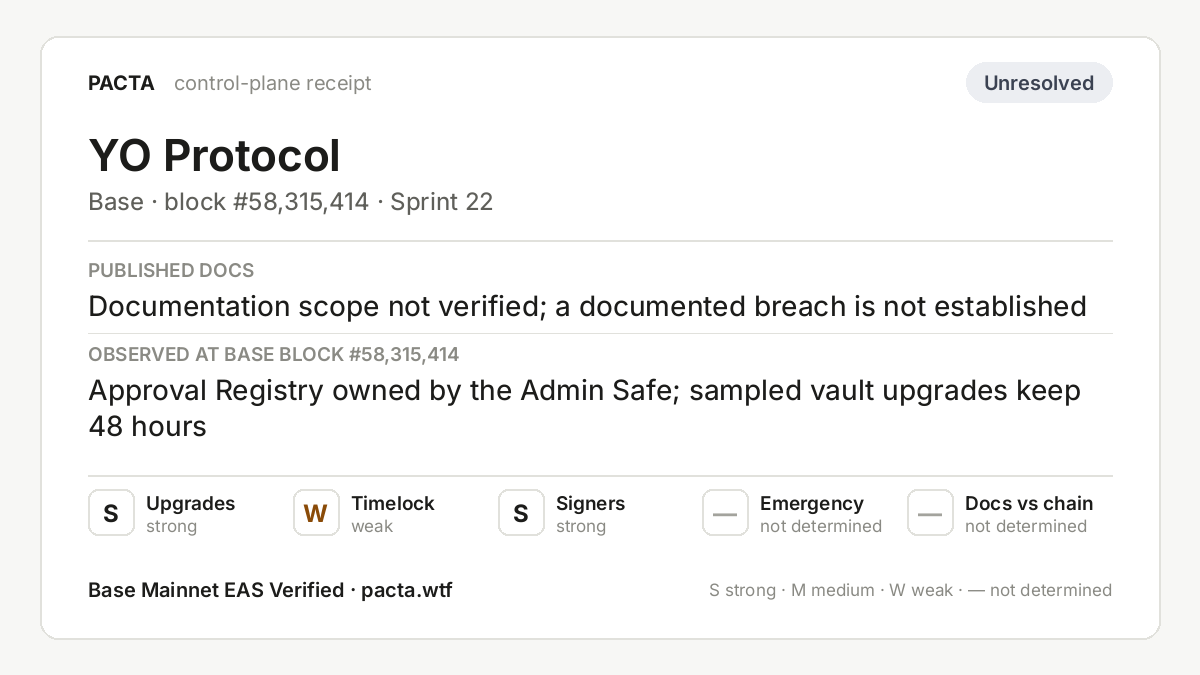 PACTA control-plane receipt Unresolved
YO Protocol
Base · block #58,315,414 · Sprint 22
PUBLISHED DOCS
Documentation scope not verified; a documented breach is not established
OBSERVED AT BASE BLOCK #58,315,414
Approval Registry owned by the Admin Safe; sampled vault upgrades keep
48 hours
S Upgrades strong
W Timelock weak
S Signers strong
— Emergency not determined
— Docs vs chain not determined
Base Mainnet EAS Verified · pacta.wtf
S strong · M medium · W weak · — not determined